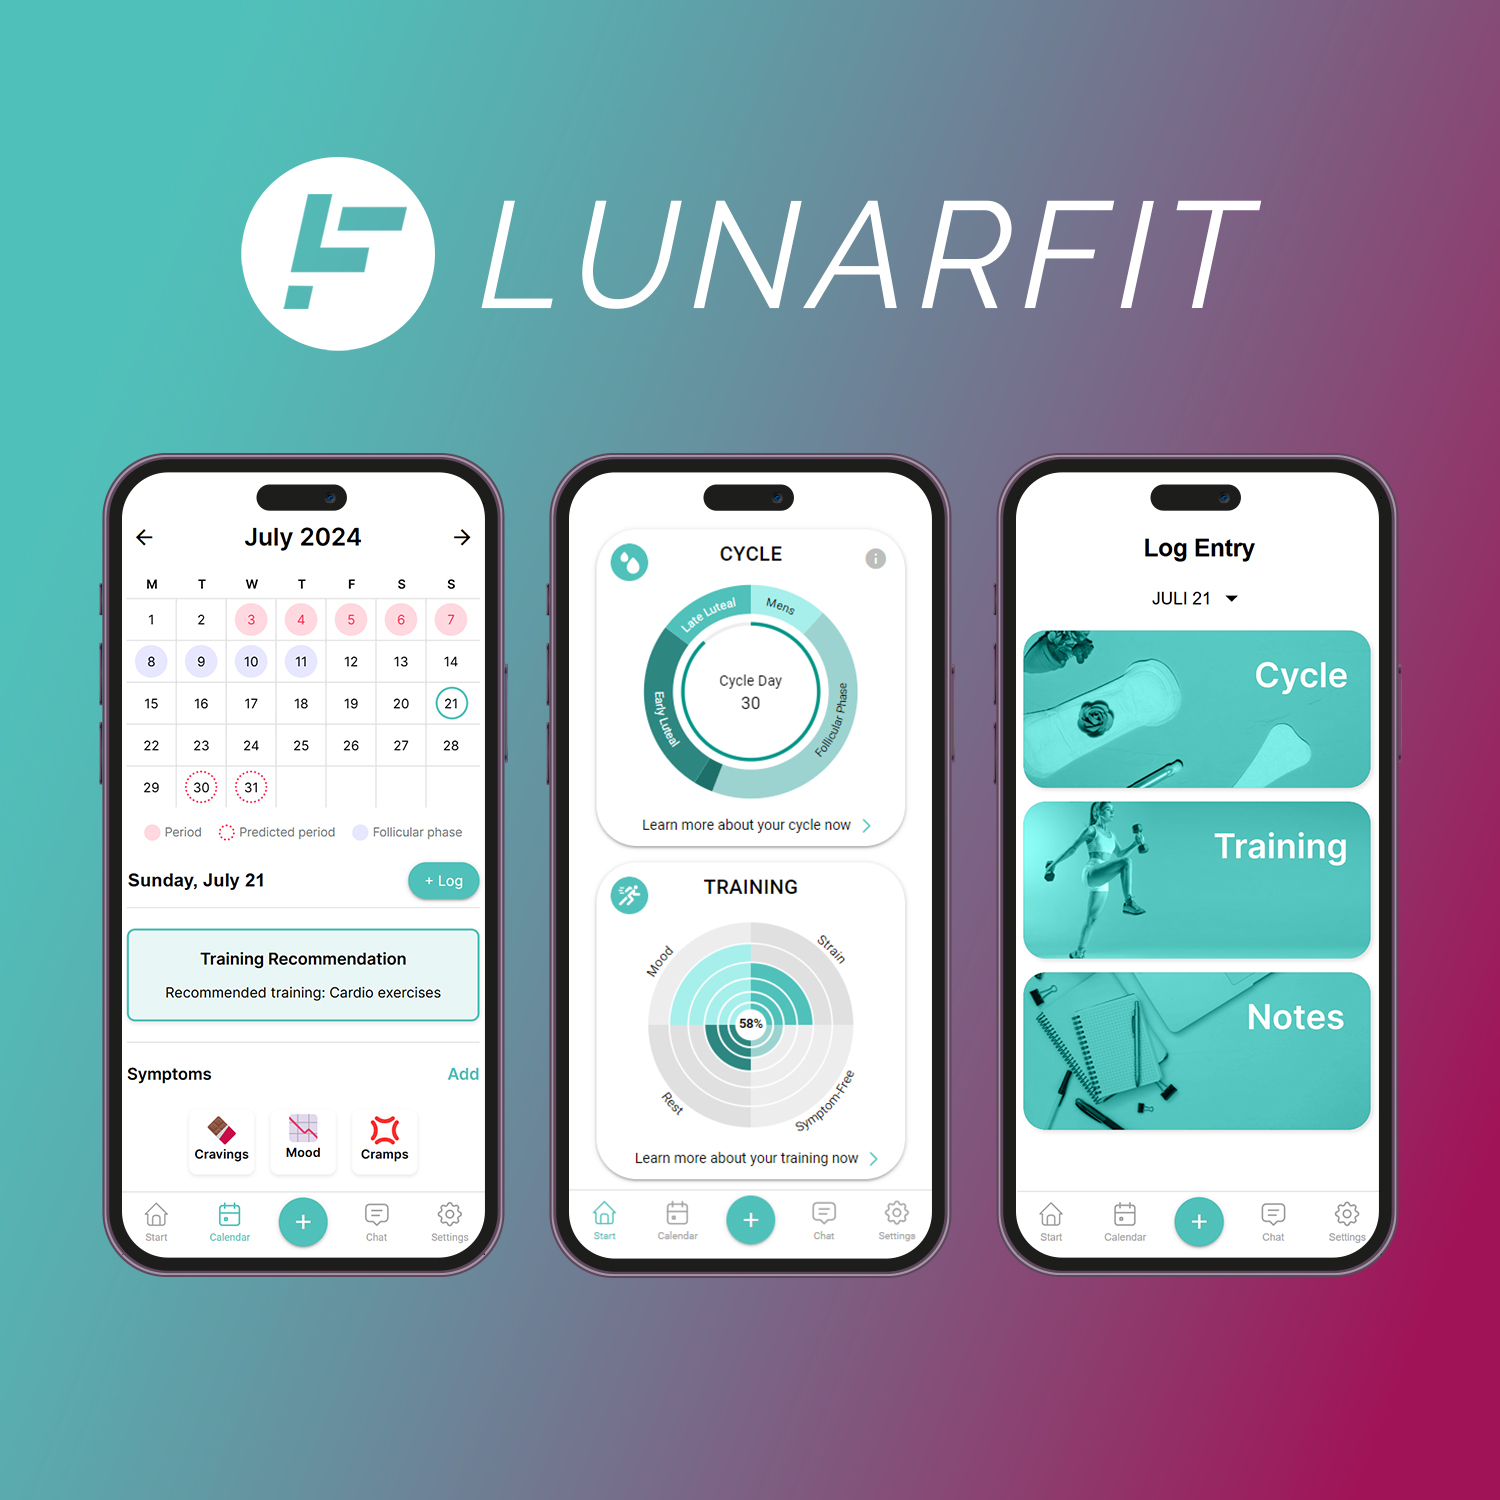 LUNARFIT
July 2024
M T W T F S S
1 2 3 4 5 6 7
8 9 10 11 12 13 14
15 16 17 18 19 20 21
22 23 24 25 26 27 28
29 30 31
Period Predicted period Follicular phase
Sunday, July 21
+ Log
Training Recommendation
Recommended training: Cardio exercises
Symptoms
Add
Cravings Mood Cramps
Start Calendar Chat Settings
CYCLE
Late Luteal
Mens
Early Luteal
Follicular Phase
Cycle Day
30
Learn more about your cycle now
TRAINING
Mood
Strain
58%
Rest
Symptom-Free
Learn more about your training now
Start Calendar Chat Settings
Log Entry
JULI 21
Cycle
Training
Notes
Start Calendar Chat Settings